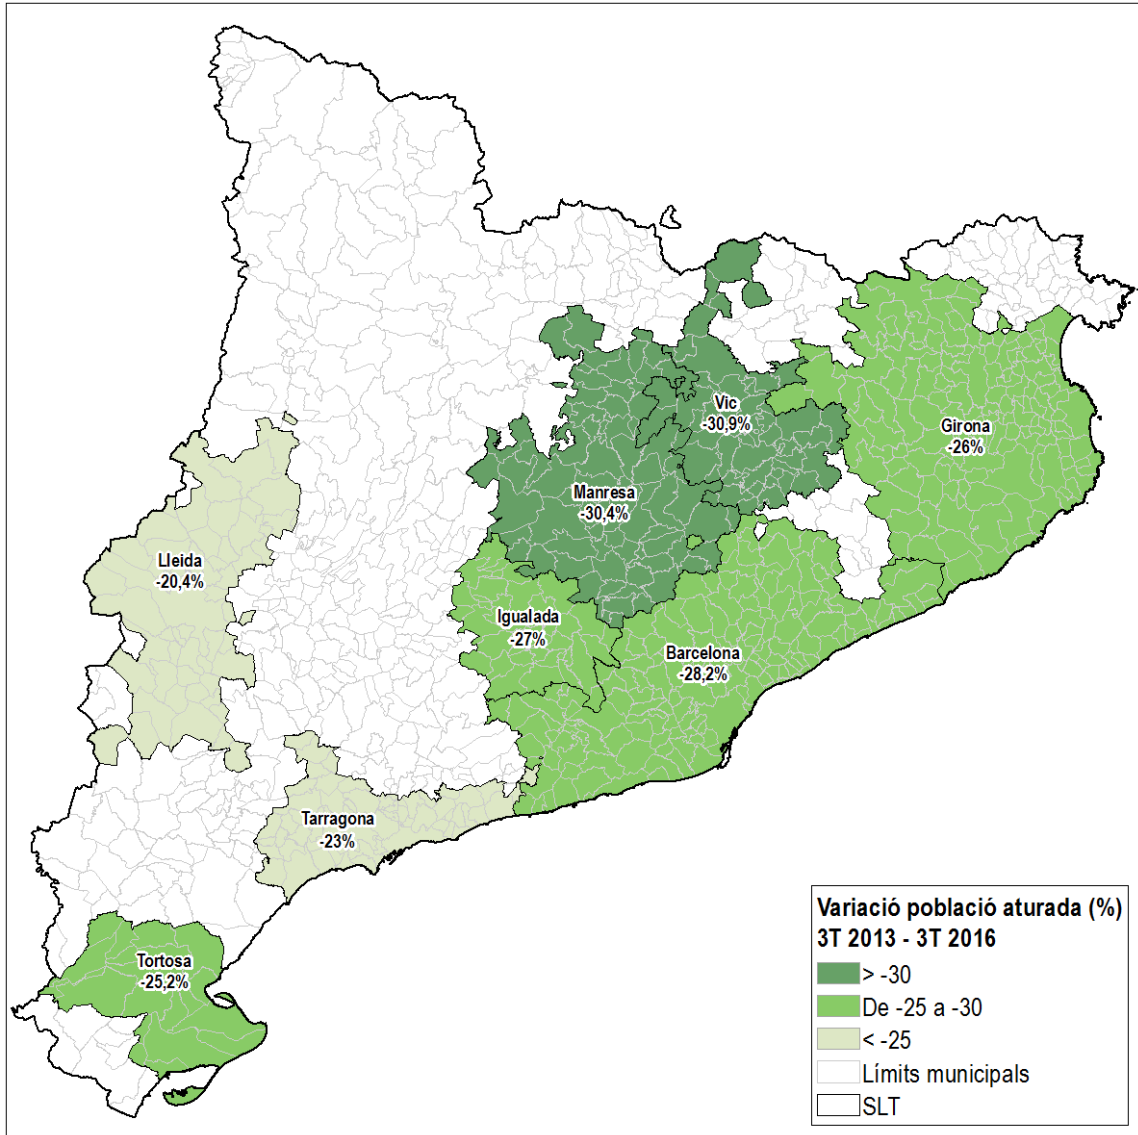 Vic
-30,9%
Girona
-26%
Manresa
-30,4%
Lleida
-20,4%
Igualada
-27%
Barcelona
-28,2%
Tarragona
-23%
Tortosa
-25,2%
Variació població aturada (%)
3T 2013 - 3T 2016
> -30
De -25 a -30
< -25
Límits municipals
SLT